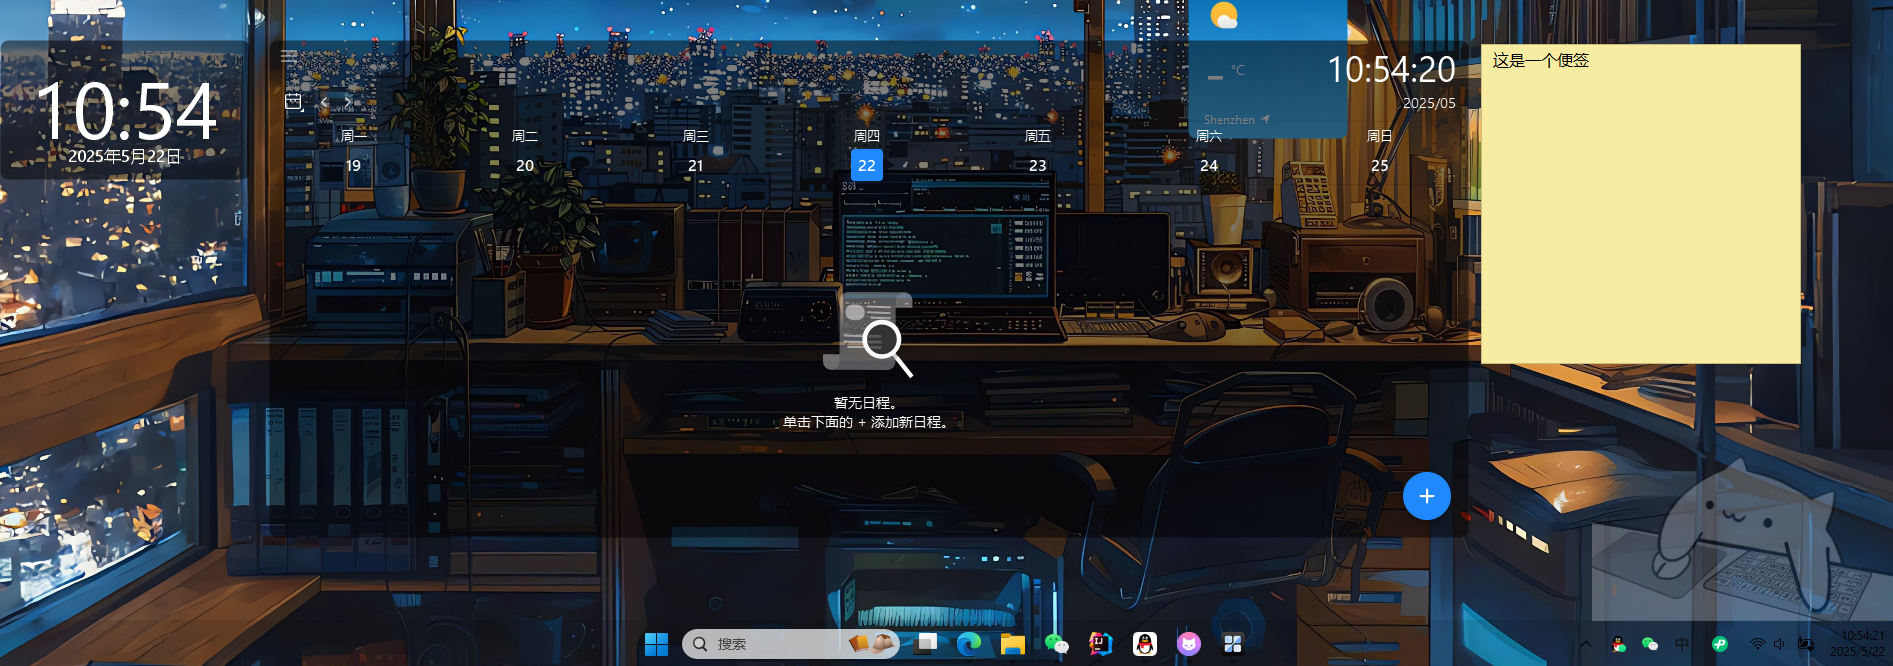 10:54
2025年5月22日
°C
Shenzhen
10:54:20
2025/05
周一
周二
周三
周四
周五
周六
周日
19
20
21
22
23
24
25
暂无日程。
单击下面的 + 添加新日程。
这是一个便签
搜索
中
10:54:21
2025/5/22